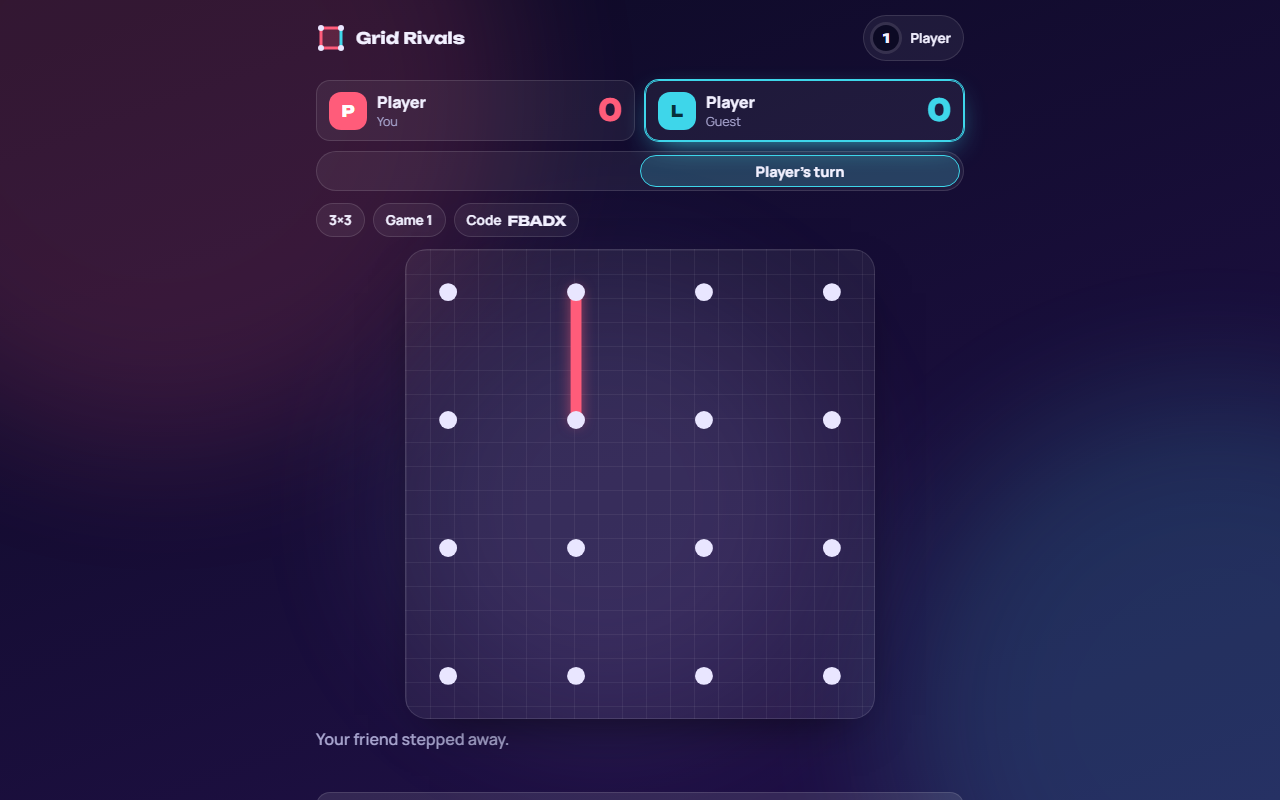 Grid Rivals
1 Player
P Player 0
You
L Player 0
Guest
Player's turn
3×3 Game 1 Code FBADX
Your friend stepped away.